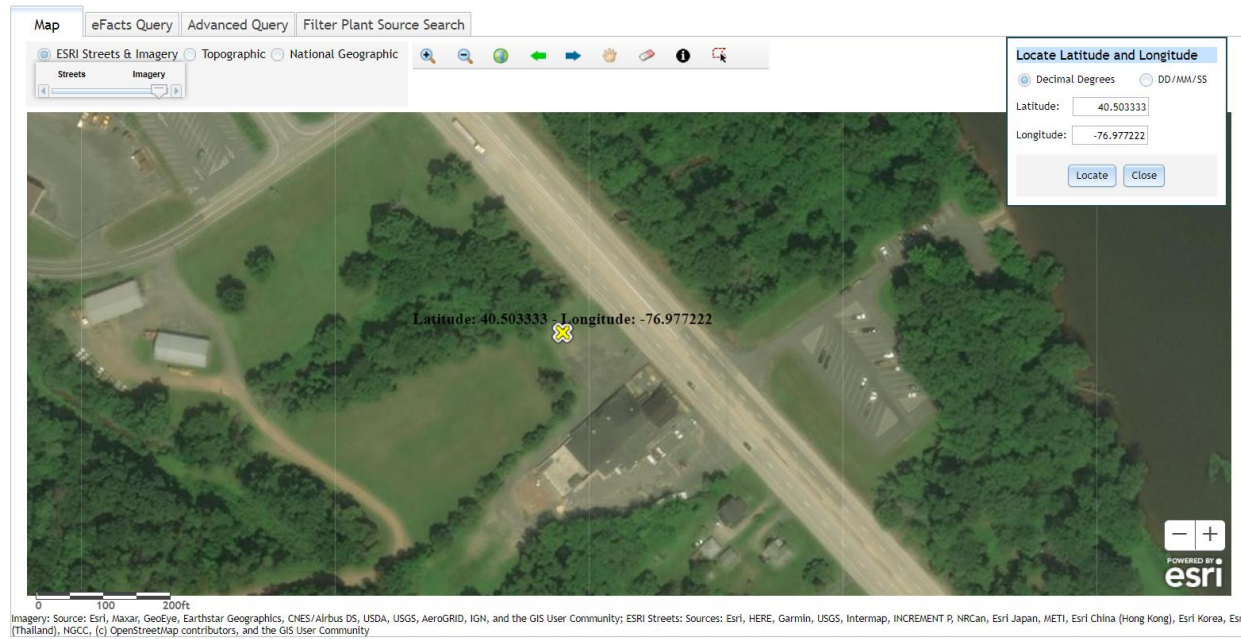 Map
eFacts Query
Advanced Query
Filter Plant Source Search
ESRI Streets & Imagery
Topographic
National Geographic
Streets
Imagery
Locate Latitude and Longitude
Decimal Degrees
DD/MM/SS
Latitude: 40.503333
Longitude: -76.977222
Locate
Close
Latitude: 40.503333 - Longitude: -76.977222
POWERED BY
esri
0 100 200ft
Imagery: Source: Esri, Maxar, GeoEye, Earthstar Geographics, CNES/Airbus DS, USDA, USGS, AeroGRID, IGN, and the GIS User Community; ESRI Streets: Sources: Esri, HERE, Garmin, USGS, Intermap, INCREMENT P, NRCan, Esri Japan, METI, Esri China (Hong Kong), Esri Korea,
(Thailand), NGCC, (c) OpenStreetMap contributors, and the GIS User Community